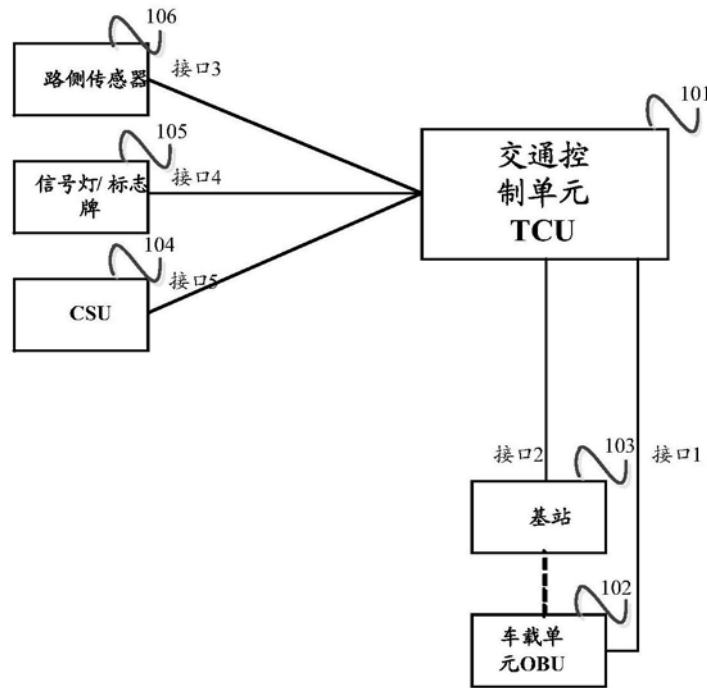 106
路侧传感器
接口3
101
105
信号灯/ 标志
牌
接口4
交通控
制单元
TCU
104
接口5
CSU
103
接口2
接口1
基站
102
车载单
元OBU